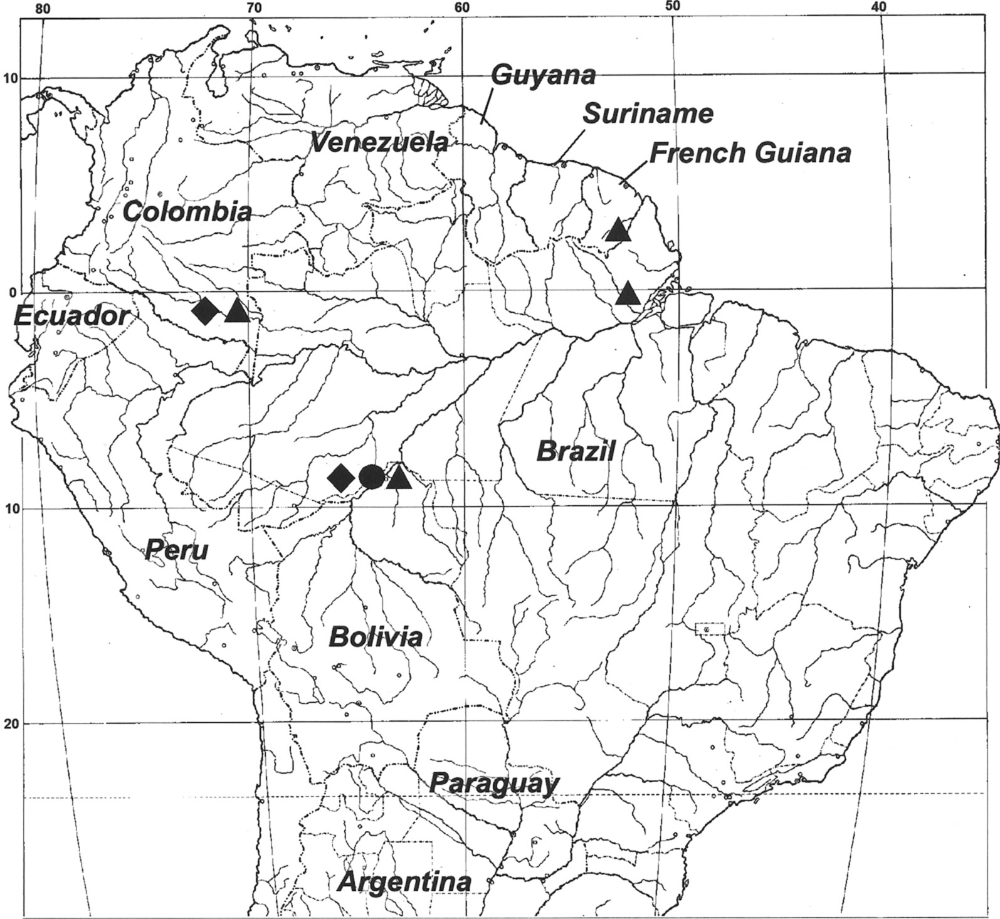 80 70 60 50 40
10
Guyana
Suriname
Venezuela
French Guiana
Colombia
0
Ecuador
Brazil
10
Peru
Bolivia
20
Paraguay
Argentina